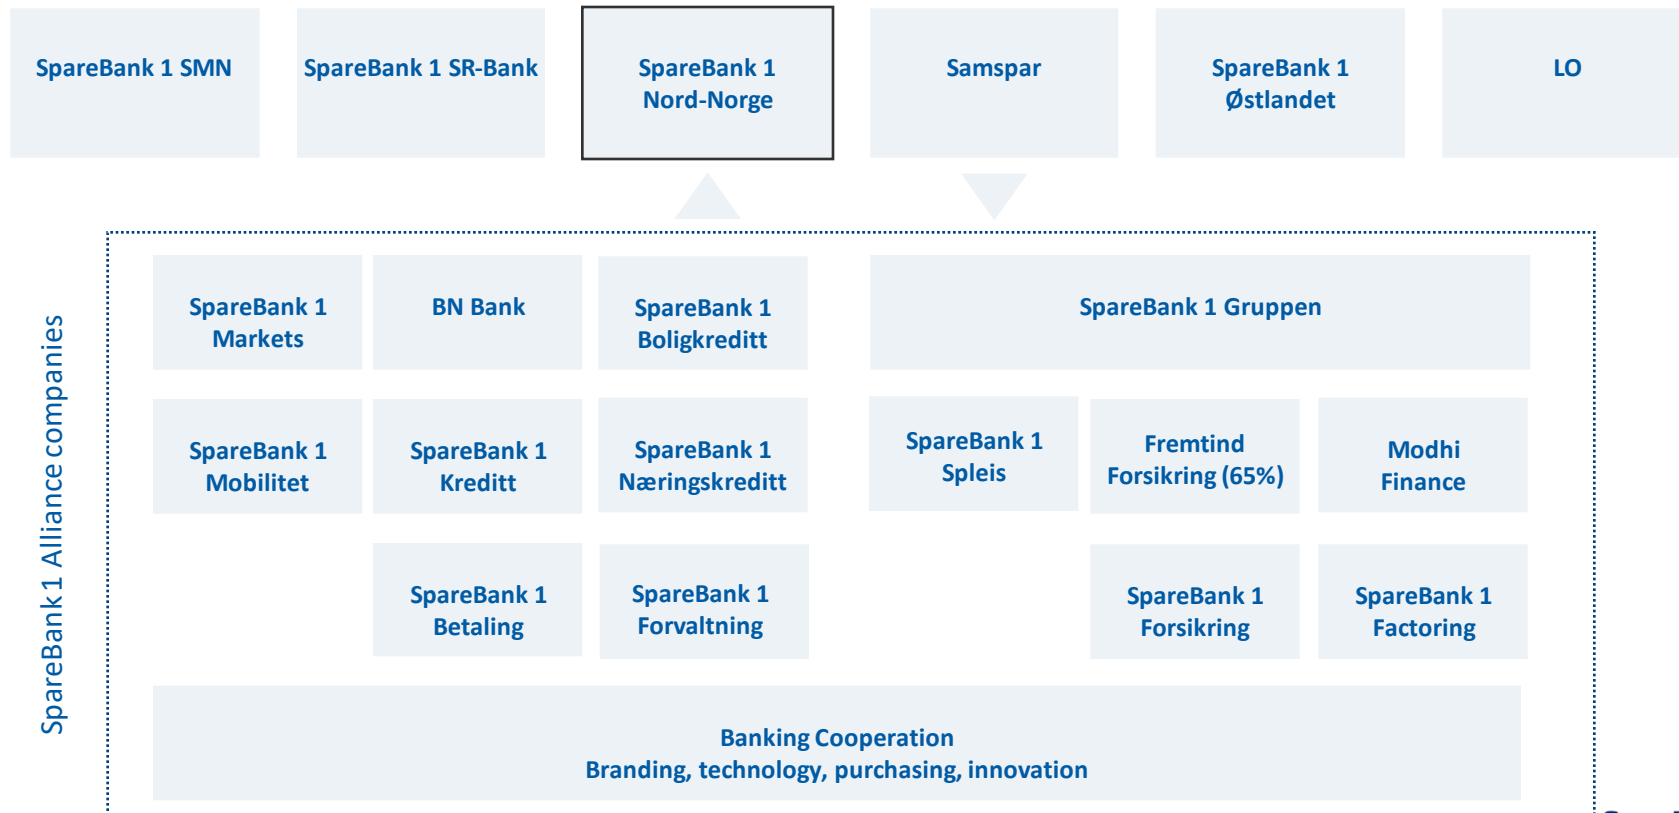 SpareBank 1 SMN
SpareBank 1 SR-Bank
SpareBank 1
Nord-Norge
Samspar
SpareBank 1
Østlandet
LO
SpareBank 1 Alliance companies
SpareBank 1
Markets
BN Bank
SpareBank 1
Boligkreditt
SpareBank 1 Gruppen
SpareBank 1
Mobilitet
SpareBank 1
Kreditt
SpareBank 1
Næringskreditt
SpareBank 1
Spleis
Fremtind
Forsikring (65%)
Modhi
Finance
SpareBank 1
Betaling
SpareBank 1
Forvaltning
SpareBank 1
Forsikring
SpareBank 1
Factoring
Banking Cooperation
Branding, technology, purchasing, innovation